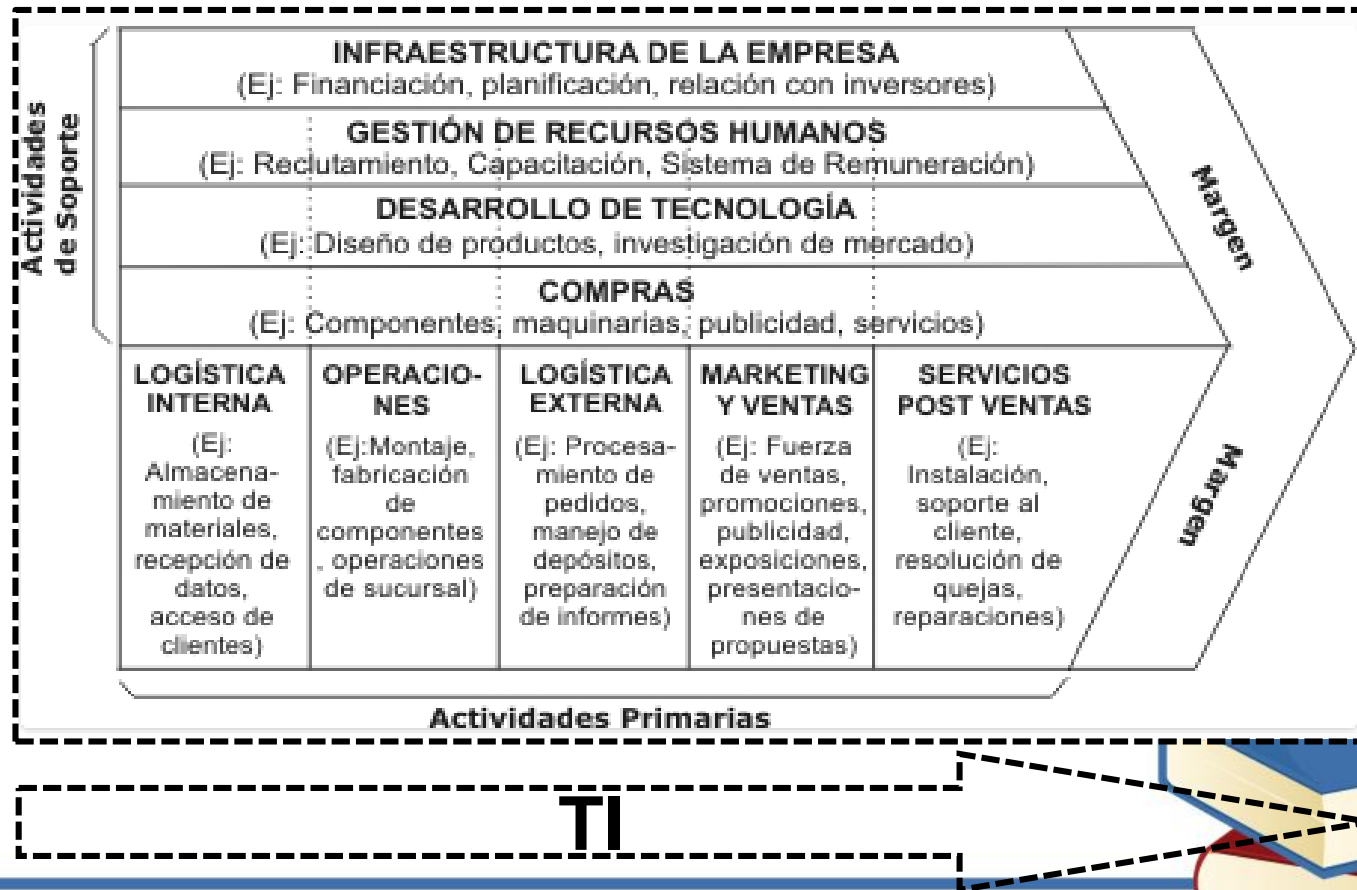 Actividades
de Soporte
INFRAESTRUCTURA DE LA EMPRESA
(Ej: Financiación, planificación, relación con inversores)
GESTIÓN DE RECURSOS HUMANOS
(Ej: Reclutamiento, Capacitación, Sistema de Remuneración)
DESARROLLO DE TECNOLOGÍA
(Ej: Diseño de productos, investigación de mercado)
COMPRAS
(Ej: Componentes, maquinarias, publicidad, servicios)
LOGÍSTICA
INTERNA
(Ej:
Almacena-
miento de
materiales,
recepción de
datos,
acceso de
clientes)
OPERACIO-
NES
(Ej:Montaje,
fabricación
de
componentes
, operaciones
de sucursal)
LOGÍSTICA
EXTERNA
(Ej: Procesa-
miento de
pedidos,
manejo de
depósitos,
preparación
de informes)
MARKETING
Y VENTAS
(Ej: Fuerza
de ventas,
promociones,
publicidad,
exposiciones,
presentacio-
nes de
propuestas)
SERVICIOS
POST VENTAS
(Ej:
Instalación,
soporte al
cliente,
resolución de
quejas,
reparaciones)
Margen
Margen
Actividades Primarias
TI